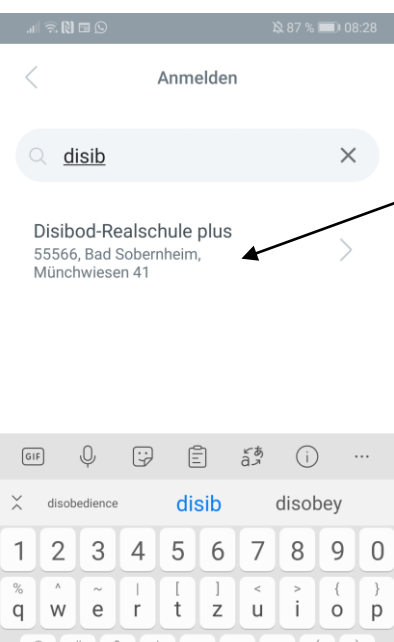 87 % 08:28
Anmelden
disib
Disibod-Realschule plus
55566, Bad Sobernheim,
Münchwiesen 41
GIF
disobedience disib disobey
1 2 3 4 5 6 7 8 9 0
% ^ ~ | [ ] < > { }
q w e r t z u i o p